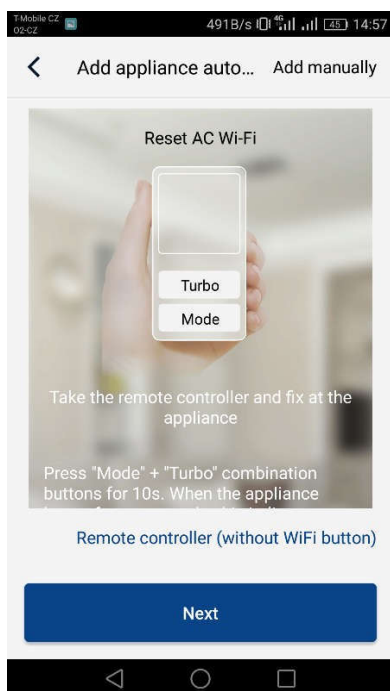 T-Mobile CZ
O2-CZ
491B/s 4G 45 14:57
Add appliance auto... Add manually
Reset AC Wi-Fi
Turbo
Mode
Take the remote controller and fix at the
appliance
Press "Mode" + "Turbo" combination
buttons for 10s. When the appliance
Remote controller (without WiFi button)
Next